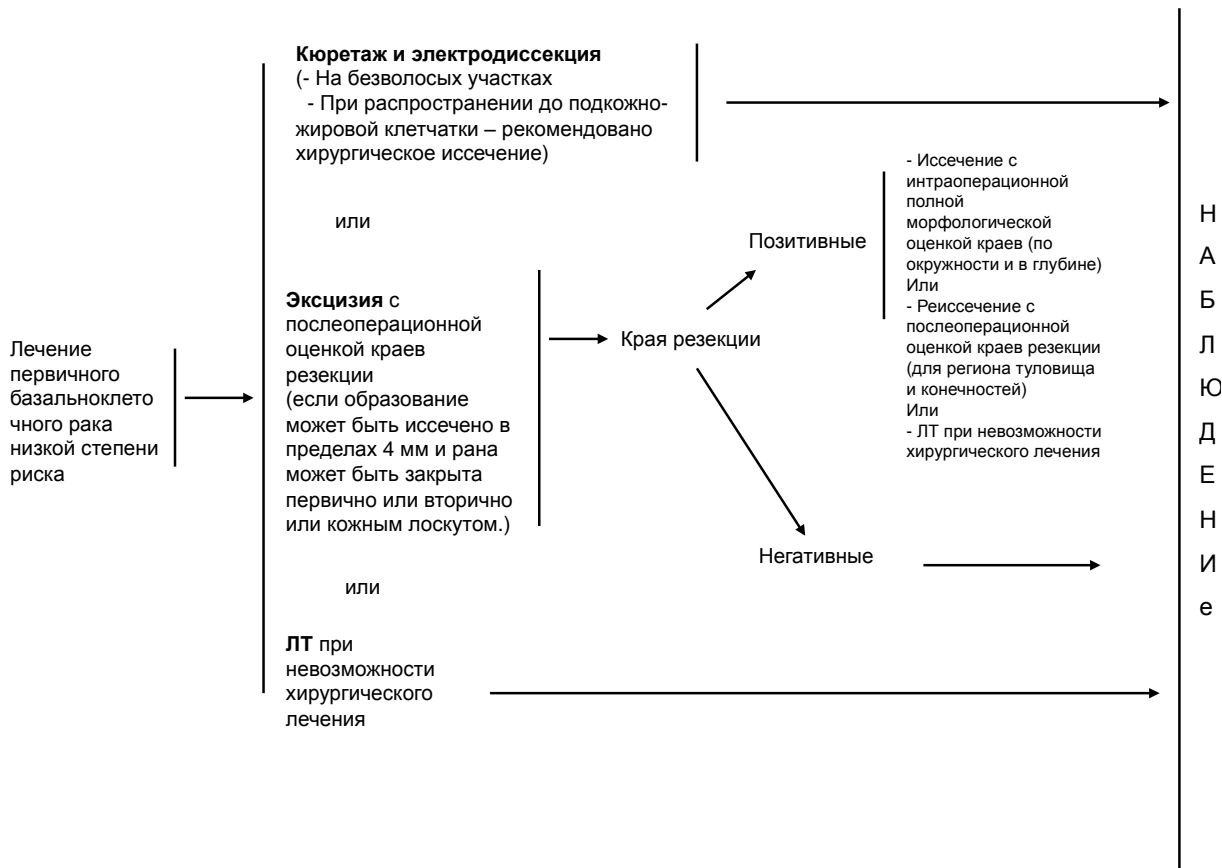 Кюретаж и электродиссекция
(- На безволосых участках
- При распространении до подкожно-
жировой клетчатки – рекомендовано
хирургическое иссечение)
или
Лечение
первичного
базальноклето
чного рака
низкой степени
риска
Эксцизия с
послеоперационной
оценкой краев
резекции
(если образование
может быть иссечено в
пределах 4 мм и рана
может быть закрыта
первично или вторично
или кожным лоскутом.)
или
ЛТ при
невозможности
хирургического
лечения
Края резекции
Позитивные
Негативные
- Иссечение с
интраоперационной
полной
морфологической
оценкой краев (по
окружности и в глубине)
Или
- Реиссечение с
послеоперационной
оценкой краев резекции
(для региона туловища
и конечностей)
Или
- ЛТ при невозможности
хирургического лечения
Н
А
Б
Л
Ю
Д
Е
Н
И
е